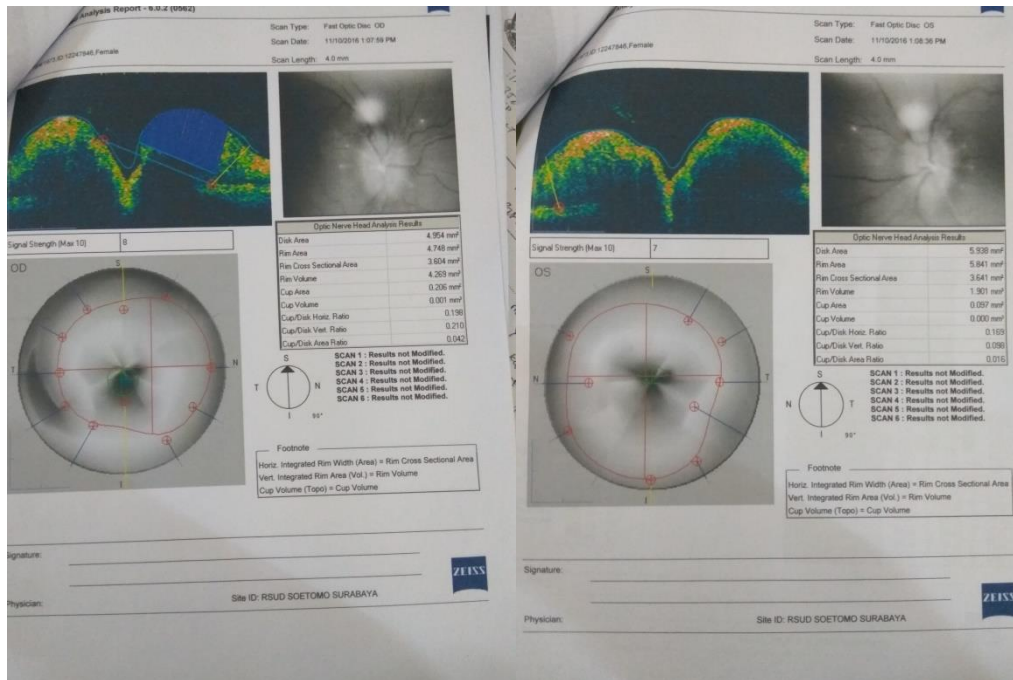 Analysis Report - 6.0.2 (0562)
Scan Type: Fast Optic Disc OD
Scan Date: 11/10/2016 1:07:59 PM
Scan Length: 4.0 mm
ID:12247846,Female
Signal Strength (Max 10) 8
Optic Nerve Head Analysis Results
Disk Area 4.954 mm²
Rim Area 4.748 mm²
Rim Cross Sectional Area 3.604 mm²
Rim Volume 4.269 mm³
Cup Area 0.206 mm²
Cup Volume 0.001 mm³
Cup/Disk Horiz. Ratio 0.198
Cup/Disk Vert. Ratio 0.210
Cup/Disk Area Ratio 0.042
OD
S
T
N
I
SCAN 1 : Results not Modified.
SCAN 2 : Results not Modified.
SCAN 3 : Results not Modified.
SCAN 4 : Results not Modified.
SCAN 5 : Results not Modified.
SCAN 6 : Results not Modified.
S
T N
I
90°
Footnote
Horiz. Integrated Rim Width (Area) = Rim Cross Sectional Area
Vert. Integrated Rim Area (Vol.) = Rim Volume
Cup Volume (Topo) = Cup Volume
Signature:
ZEISS
Physician:
Site ID: RSUD SOETOMO SURABAYA
Scan Type: Fast Optic Disc OS
Scan Date: 11/10/2016 1:08:36 PM
Scan Length: 4.0 mm
ID:12247846,Female
Signal Strength (Max 10) 7
Optic Nerve Head Analysis Results
Disk Area 5.938 mm²
Rim Area 5.841 mm²
Rim Cross Sectional Area 3.641 mm²
Rim Volume 1.901 mm³
Cup Area 0.097 mm²
Cup Volume 0.000 mm³
Cup/Disk Horiz. Ratio 0.169
Cup/Disk Vert. Ratio
Cup/Disk Area Ratio 0.016
OS
S
N
T
I
SCAN 1 : Results not Modified.
SCAN 2 : Results not Modified.
SCAN 3 : Results not Modified.
SCAN 4 : Results not Modified.
SCAN 5 : Results not Modified.
SCAN 6 : Results not Modified.
S
N T
I
90°
Footnote
Horiz. Integrated Rim Width (Area) = Rim Cross Sectional Area
Vert. Integrated Rim Area (Vol.) = Rim Volume
Cup Volume (Topo) = Cup Volume
Signature:
ZEISS
Physician:
Site ID: RSUD SOETOMO SURABAYA